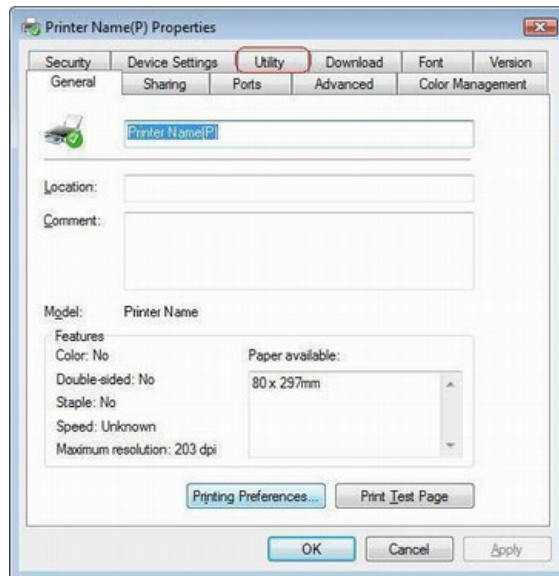 Printer Name(P) Properties
Security Device Settings Utility Download Font Version
General Sharing Ports Advanced Color Management
Printer Name(P)
Location:
Comment:
Model: Printer Name
Features
Color: No Paper available:
Double-sided: No 80 x 297mm
Staple: No
Speed: Unknown
Maximum resolution: 203 dpi
Printing Preferences... Print Test Page
OK Cancel Apply